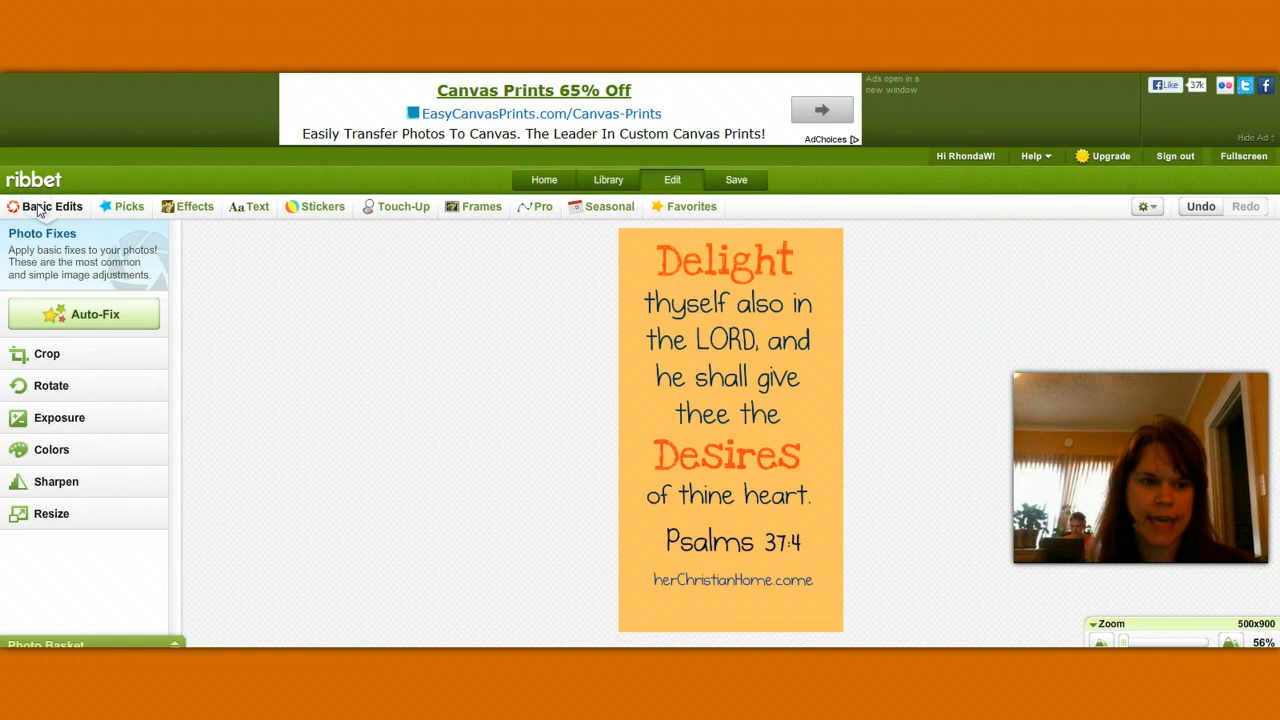 Canvas Prints 65% Off
EasyCanvasPrints.com/Canvas-Prints
Easily Transfer Photos To Canvas. The Leader In Custom Canvas Prints!
AdChoices
Ads open in a
new window
Like
37k
Hide Ad ↑
Hi RhondaW!
Help
Upgrade
Sign out
Fullscreen
ribbet
Home
Library
Edit
Save
Basic Edits
Picks
Effects
Aa Text
Stickers
Touch-Up
Frames
Pro
Seasonal
Favorites
Undo
Redo
Photo Fixes
Apply basic fixes to your photos!
These are the most common
and simple image adjustments.
Auto-Fix
Crop
Rotate
Exposure
Colors
Sharpen
Resize
Photo Basket
Delight
thyself also in
the LORD, and
he shall give
thee the
Desires
of thine heart.
Psalms 37:4
herChristianHome.come
Zoom
500x900
56%